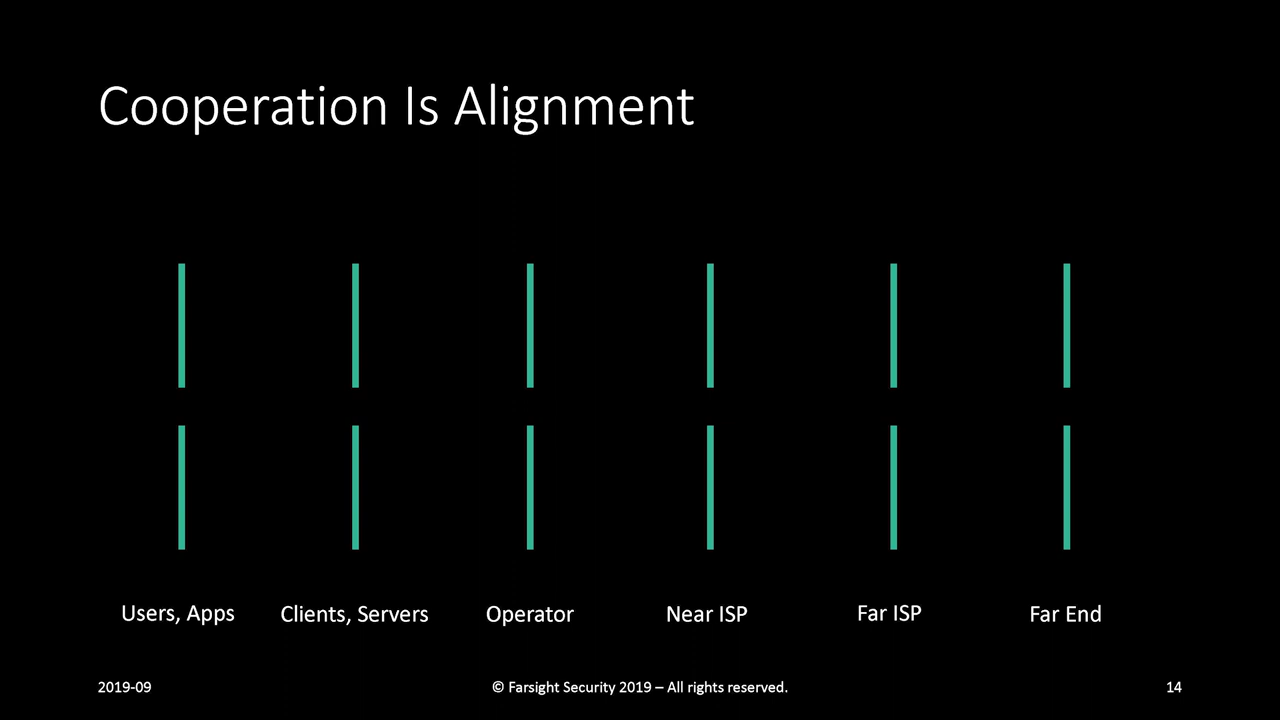 Cooperation Is Alignment
Users, Apps
Clients, Servers
Operator
Near ISP
Far ISP
Far End
2019-09
© Farsight Security 2019 – All rights reserved.
14